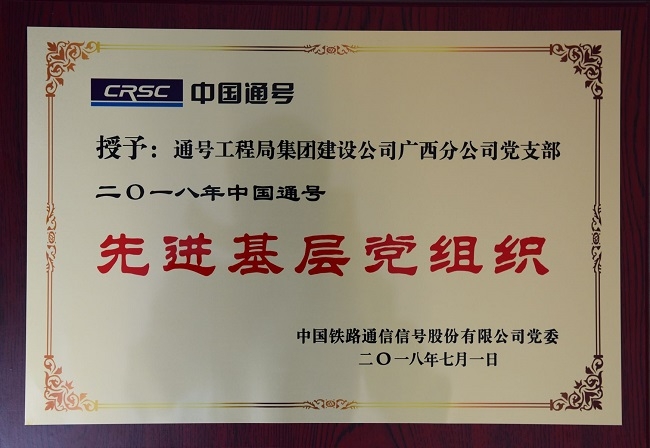 CRSC 中国通号
授予：通号工程局集团建设公司广西分公司党支部
二〇一八年中国通号
先进基层党组织
中国铁路通信信号股份有限公司党委
二〇一八年七月一日